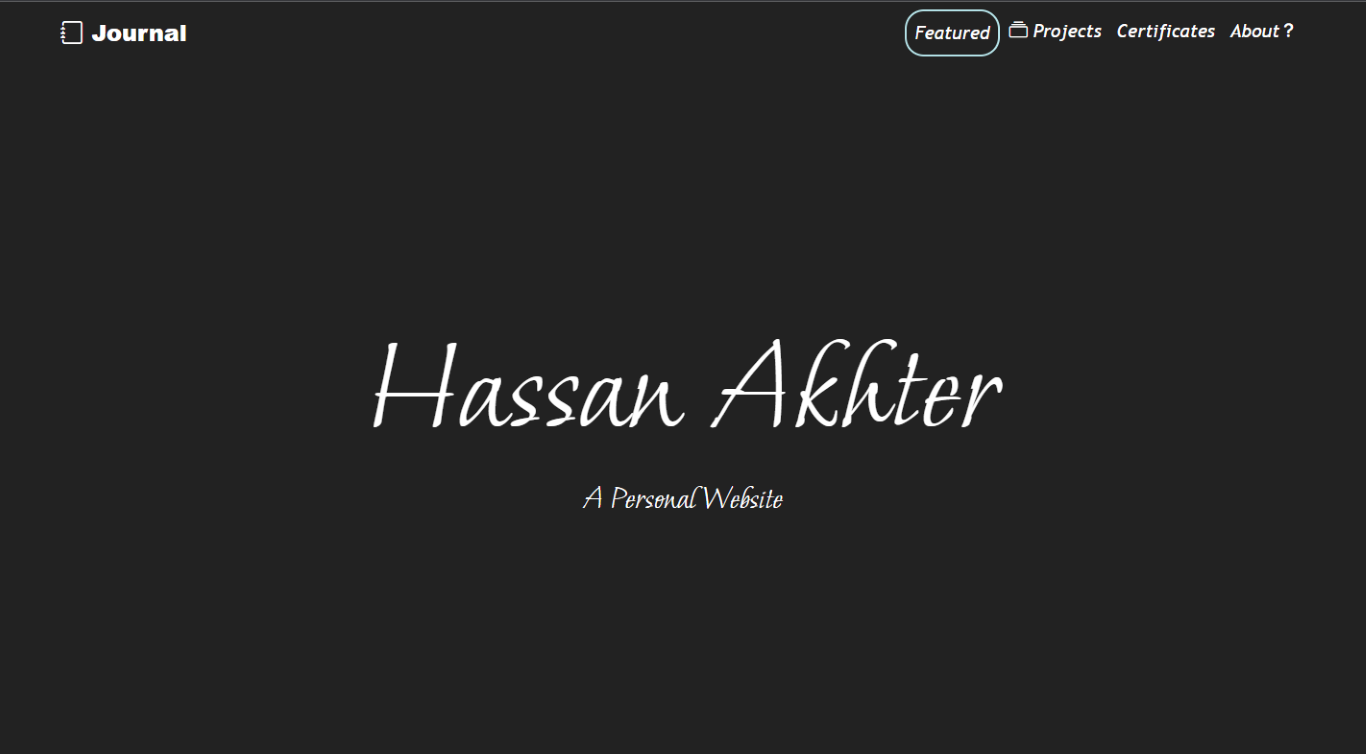 Journal
Featured Projects Certificates About ?
Hassan Akhter
A Personal Website